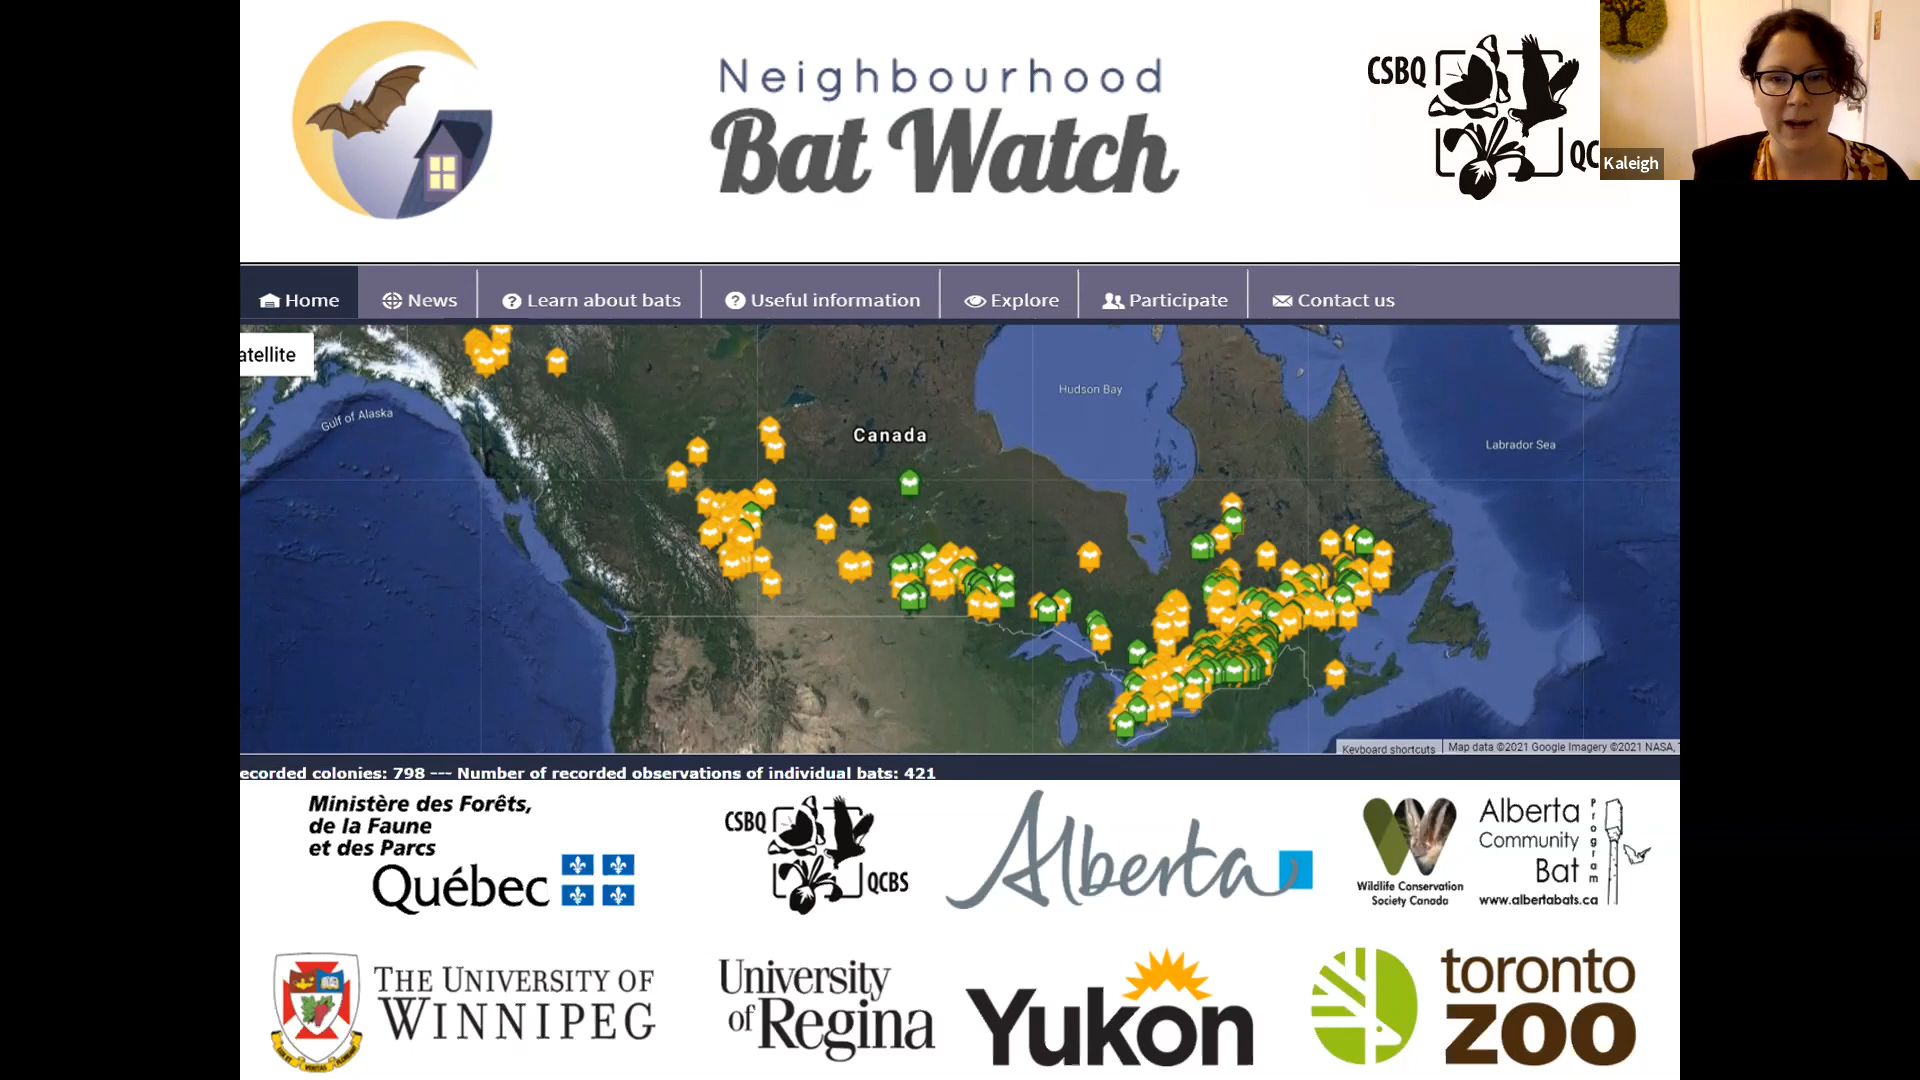 Neighbourhood
Bat Watch
CSBQ
QC
Kaleigh
Home
News
Learn about bats
Useful information
Explore
Participate
Contact us
atellite
Gulf of Alaska
Canada
Hudson Bay
Labrador Sea
Keyboard shortcuts
Map data ©2021 Google Imagery ©2021 NASA,
ecorded colonies: 798 --- Number of recorded observations of individual bats: 421
Ministère des Forêts,
de la Faune
et des Parcs
Québec
CSBQ
QCBS
Alberta
Wildlife Conservation
Society Canada
Alberta
Community
Bat
Program
www.albertabats.ca
THE UNIVERSITY OF
WINNIPEG
University
of Regina
Yukon
toronto
zoo